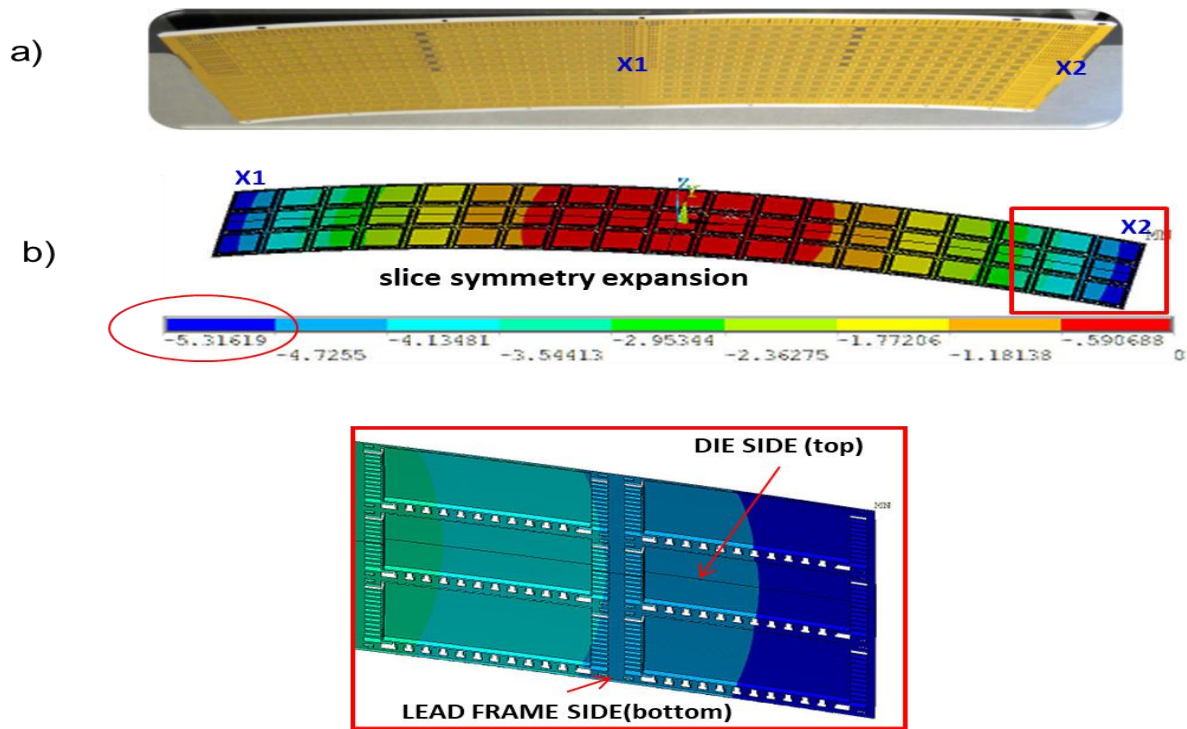 a)
X1
X2
b)
X1
Z
Y
X2
MN
slice symmetry expansion
-5.31619
-4.7255
-4.13481
-3.54413
-2.95344
-2.36275
-1.77206
-1.18138
-.590688
0
DIE SIDE (top)
MN
LEAD FRAME SIDE(bottom)